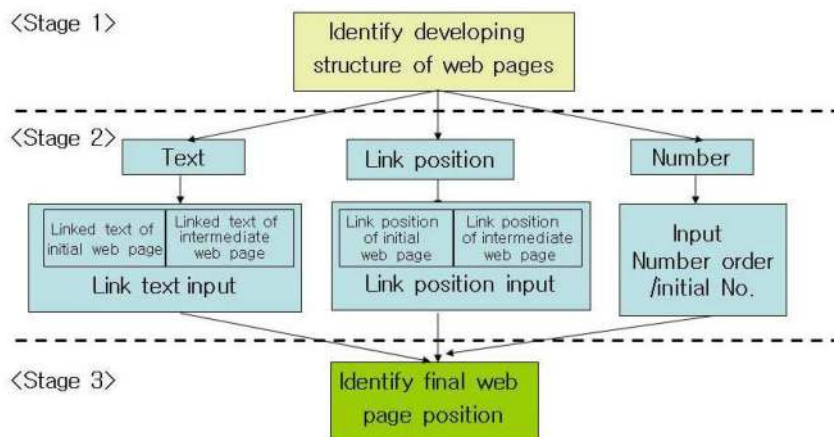 <Stage 1>
Identify developing
structure of web pages
<Stage 2>
Text
Link position
Number
Linked text of
initial web page
Linked text of
intermediate
web page
Link text input
Link position
of initial
web page
Link position
of intermediate
web page
Link position input
Input
Number order
/initial No.
<Stage 3>
Identify final web
page position